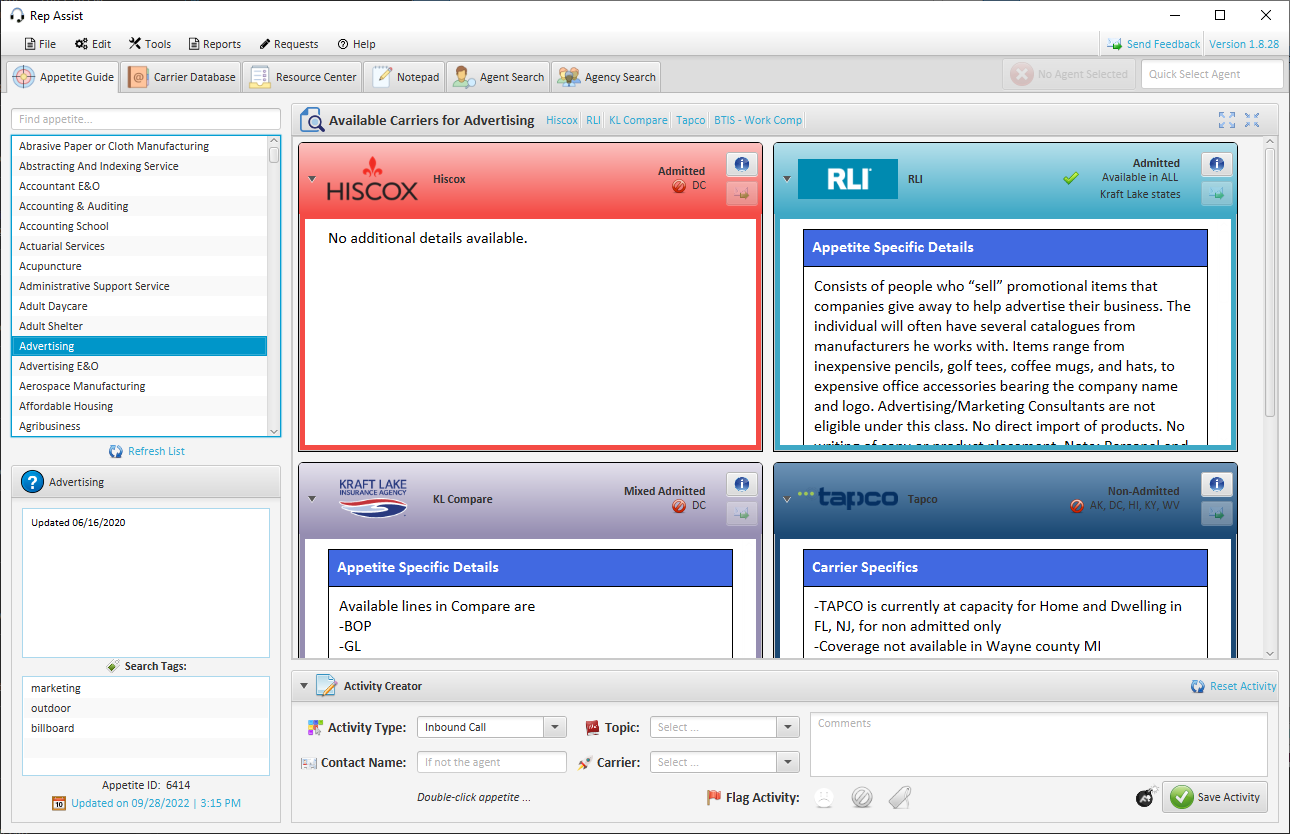 Rep Assist
File Edit Tools Reports Requests Help
Send Feedback Version 1.8.28
Appetite Guide Carrier Database Resource Center Notepad Agent Search Agency Search
No Agent Selected Quick Select Agent
Find appetite...
Abrasive Paper or Cloth Manufacturing
Abstracting And Indexing Service
Accountant E&O
Accounting & Auditing
Accounting School
Actuarial Services
Acupuncture
Administrative Support Service
Adult Daycare
Adult Shelter
Advertising
Advertising E&O
Aerospace Manufacturing
Affordable Housing
Agribusiness
Refresh List
Advertising
Updated 06/16/2020
Search Tags:
marketing
outdoor
billboard
Appetite ID: 6414
Updated on 09/28/2022 | 3:15 PM
Available Carriers for Advertising Hiscox RLI KL Compare Tapco BTIS - Work Comp
HISCOX
Hiscox
Admitted
DC
No additional details available.
RLI
RLI
Admitted
Available in ALL
Kraft Lake states
Appetite Specific Details
Consists of people who “sell” promotional items that
companies give away to help advertise their business. The
individual will often have several catalogues from
manufacturers he works with. Items range from
inexpensive pencils, golf tees, coffee mugs, and hats, to
expensive office accessories bearing the company name
and logo. Advertising/Marketing Consultants are not
eligible under this class. No direct import of products. No
writing of copy or product placement. Note: Personal and
KRAFT LAKE
INSURANCE AGENCY
KL Compare
Mixed Admitted
DC
Appetite Specific Details
Available lines in Compare are
-BOP
-GL
tapco
Tapco
Non-Admitted
AK, DC, HI, KY, WV
Carrier Specifics
-TAPCO is currently at capacity for Home and Dwelling in
FL, NJ, for non admitted only
-Coverage not available in Wayne county MI
Activity Creator
Reset Activity
Activity Type: Inbound Call Topic: Select ... Comments
Contact Name: If not the agent Carrier: Select ...
Double-click appetite ... Flag Activity: Save Activity